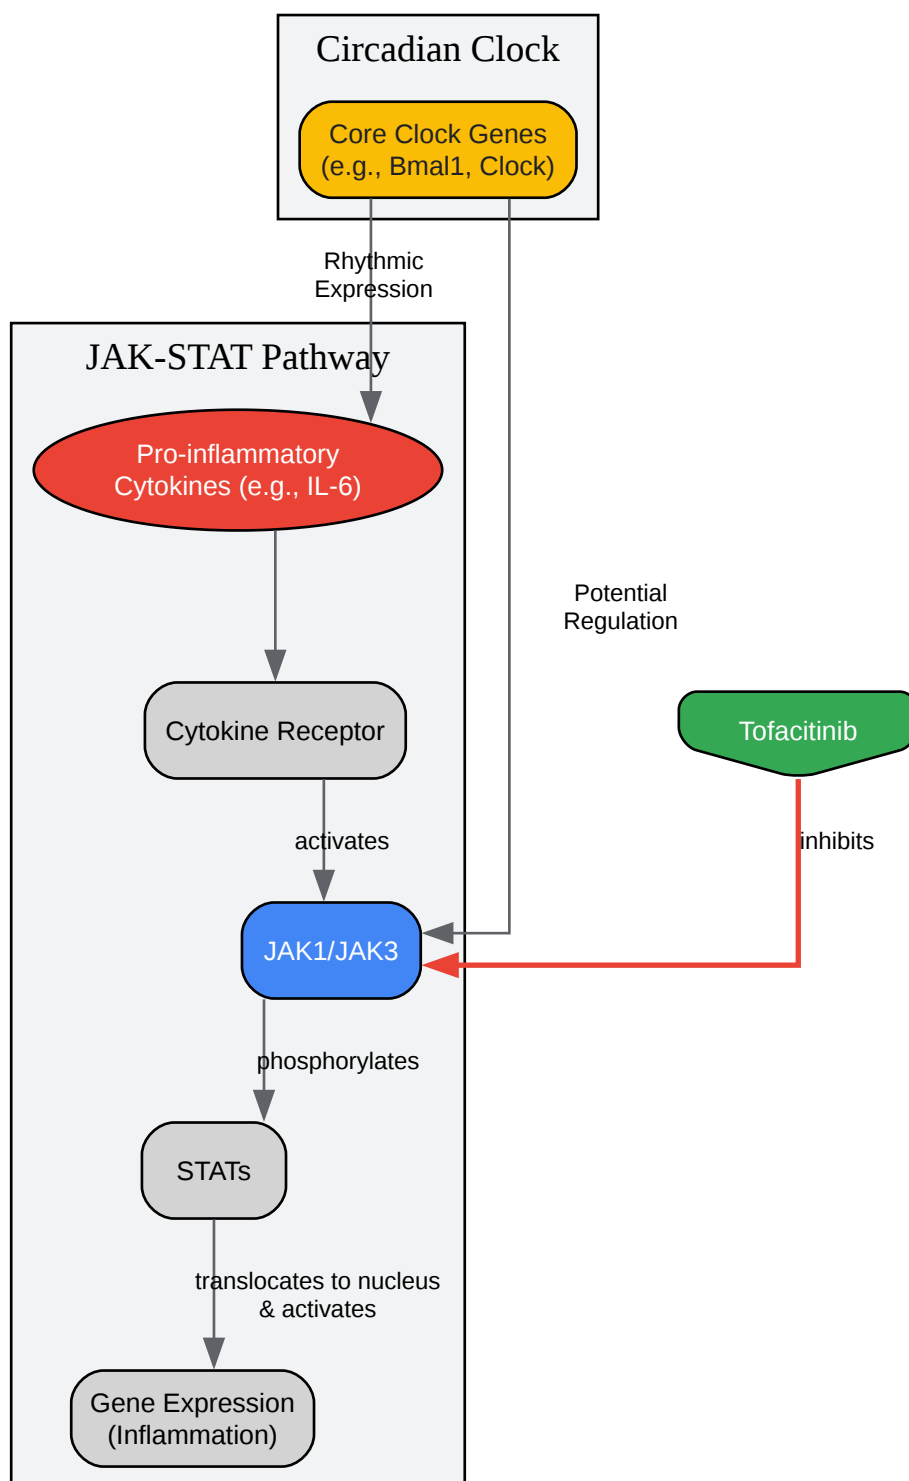 Circadian Clock
Core Clock Genes
(e.g., Bmal1, Clock)
Rhythmic
Expression
JAK-STAT Pathway
Pro-inflammatory
Cytokines (e.g., IL-6)
Potential
Regulation
Cytokine Receptor
Tofacitinib
activates
inhibits
JAK1/JAK3
phosphorylates
STATs
translocates to nucleus
& activates
Gene Expression
(Inflammation)